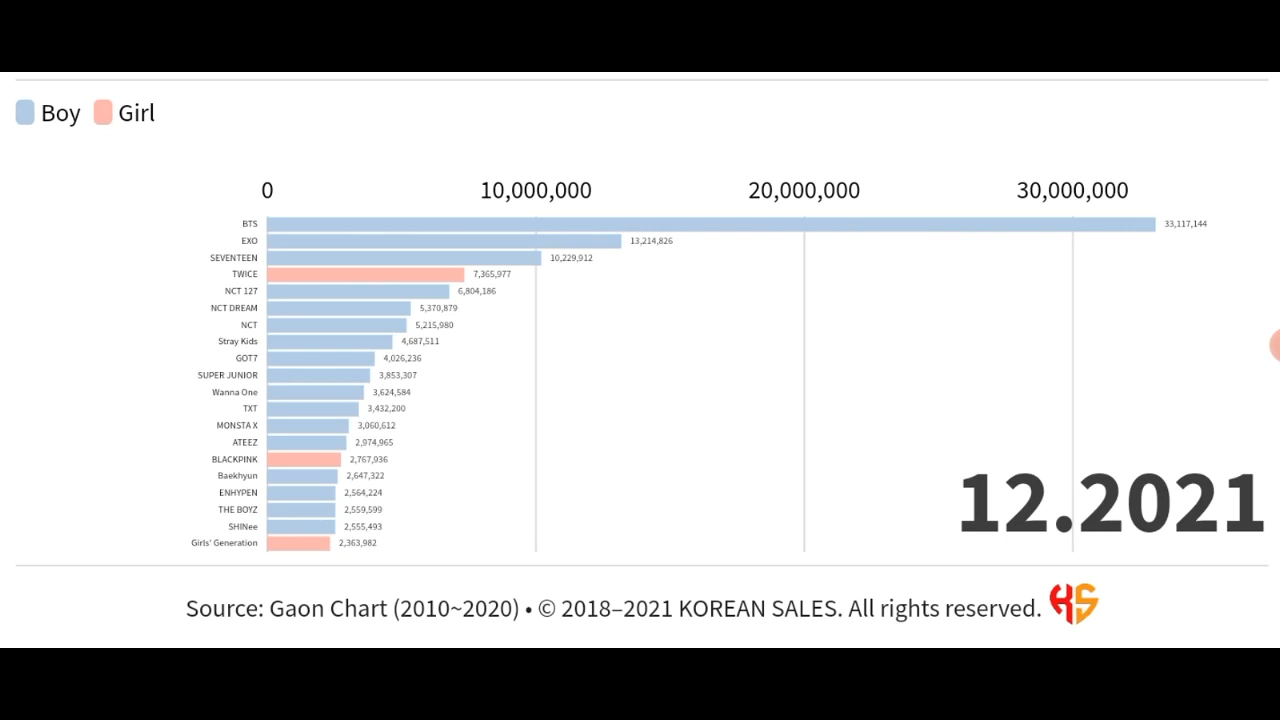 Boy Girl
0 10,000,000 20,000,000 30,000,000
BTS 33,117,144
EXO 13,214,826
SEVENTEEN 10,229,912
TWICE 7,365,977
NCT 127 6,804,186
NCT DREAM 5,370,879
NCT 5,215,980
Stray Kids 4,687,511
GOT7 4,026,236
SUPER JUNIOR 3,853,307
Wanna One 3,624,584
TXT 3,432,200
MONSTA X 3,060,612
ATEEZ 2,974,965
BLACKPINK 2,767,936
Baekhyun 2,647,322
ENHYPEN 2,564,224
THE BOYZ 2,559,599
SHINee 2,555,493
Girls' Generation 2,363,982
12.2021
Source: Gaon Chart (2010~2020) • © 2018–2021 KOREAN SALES. All rights reserved. KS